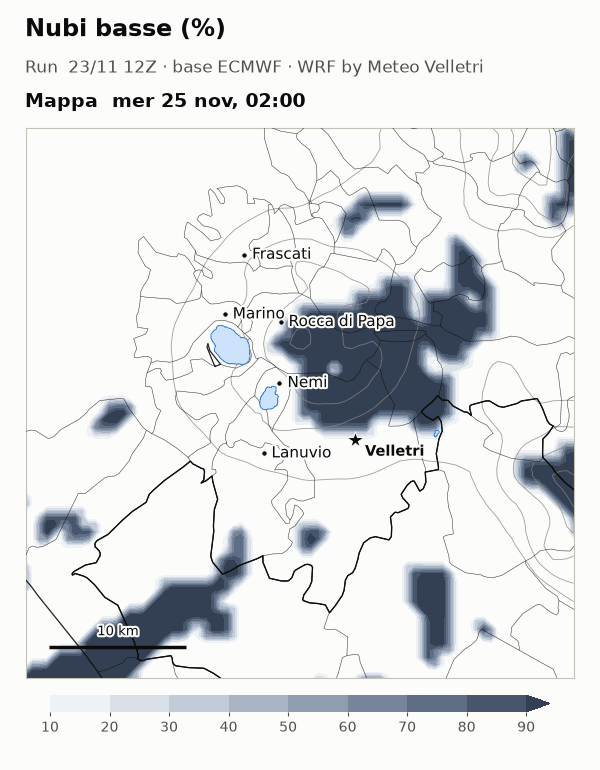 Nubi basse (%)
Run  23/11 12Z · base ECMWF · WRF by Meteo Velletri
Mappa  mer 25 nov, 02:00
Frascati
Marino
Rocca di Papa
Nemi
Velletri
Lanuvio
10 km
10 20 30 40 50 60 70 80 90